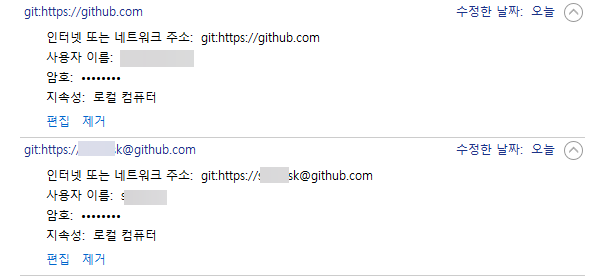 git:https://github.com 수정한 날짜: 오늘
인터넷 또는 네트워크 주소: git:https://github.com
사용자 이름:
암호: ••••••••
지속성: 로컬 컴퓨터
편집 제거
git:https:/ sk@github.com 수정한 날짜: 오늘
인터넷 또는 네트워크 주소: git:https://s sk@github.com
사용자 이름: s
암호: ••••••••
지속성: 로컬 컴퓨터
편집 제거